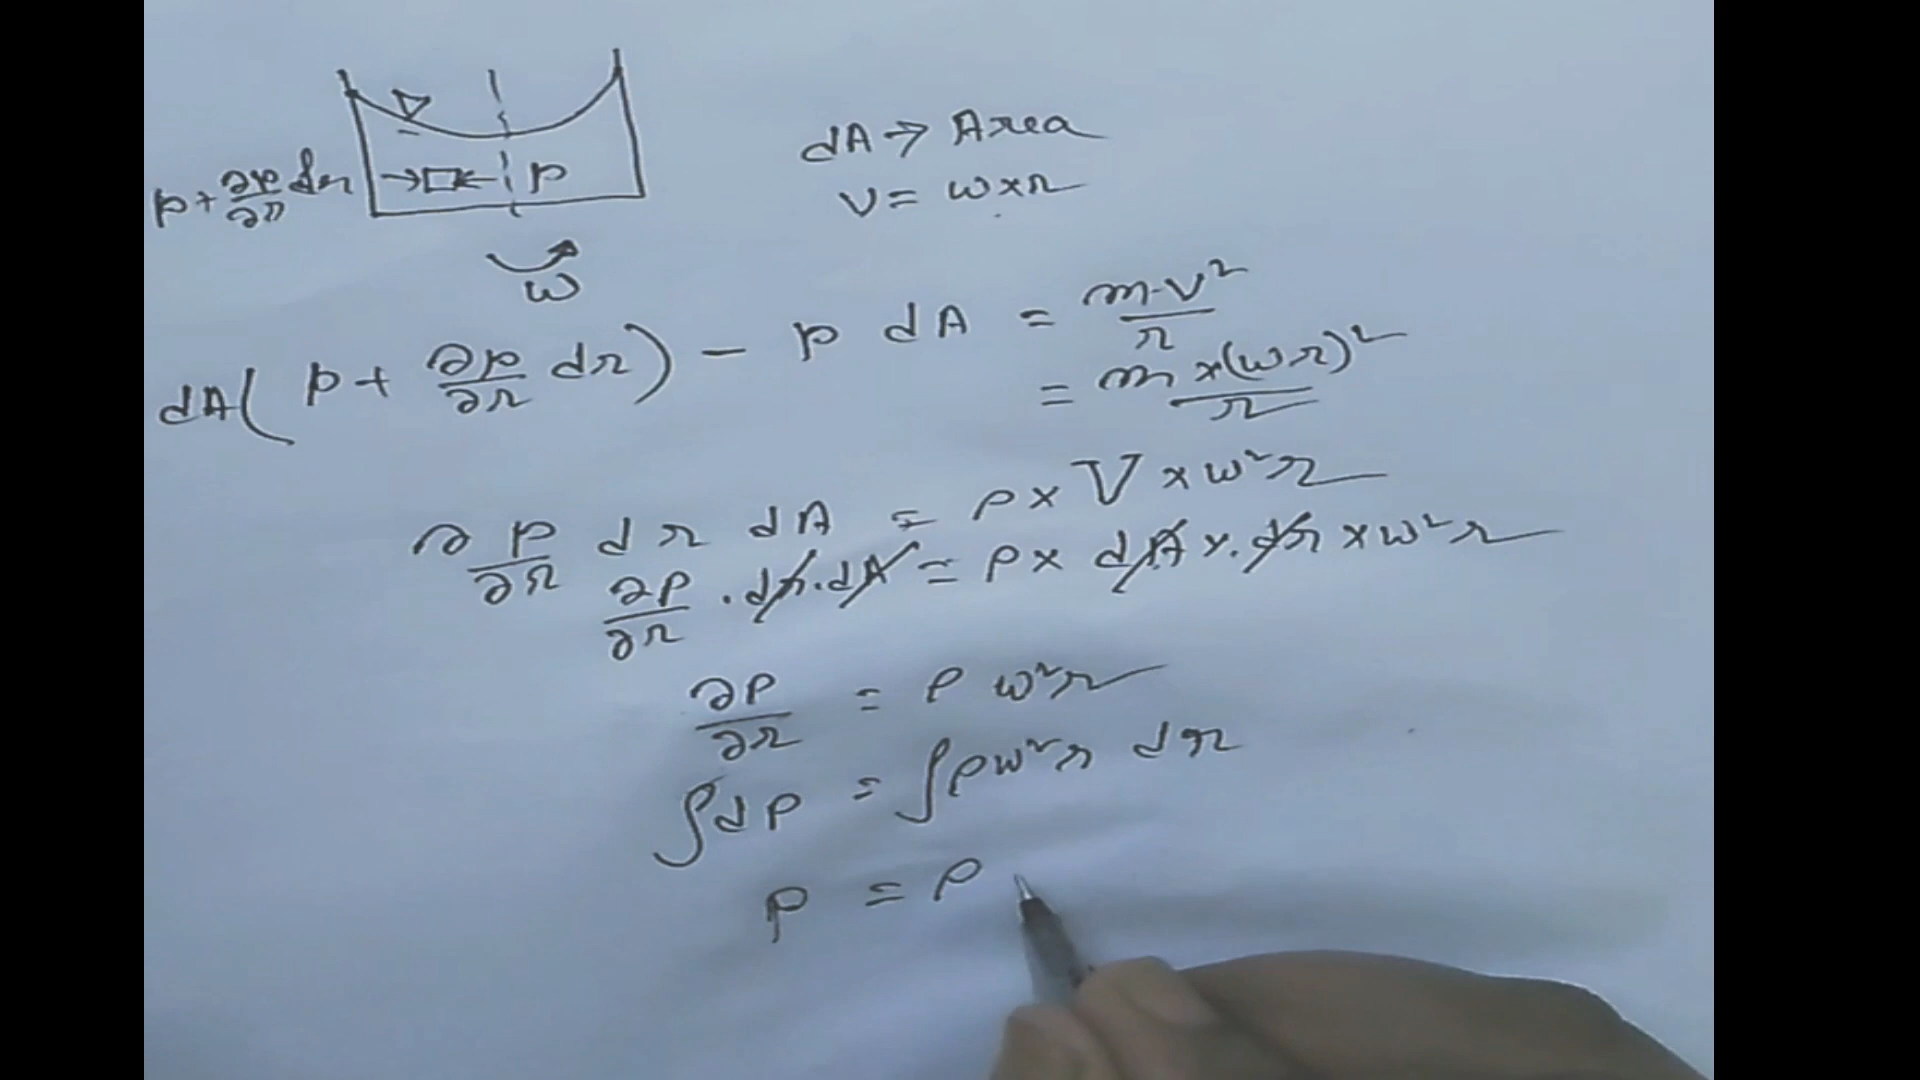 p + ∂p/∂r dr
p
ω
dA → Area
V = ω×r
dA( p + ∂p/∂r dr ) − p dA = m·V²/r
= m×(ωr)²/r
∂p/∂r dr dA = ρ × V × ω²r
∂P/∂r . dr.dA = ρ × dA × . dr × ω²r
∂P/∂r = ρ ω²r
∫dp = ∫ρω²r dr
p = ρ